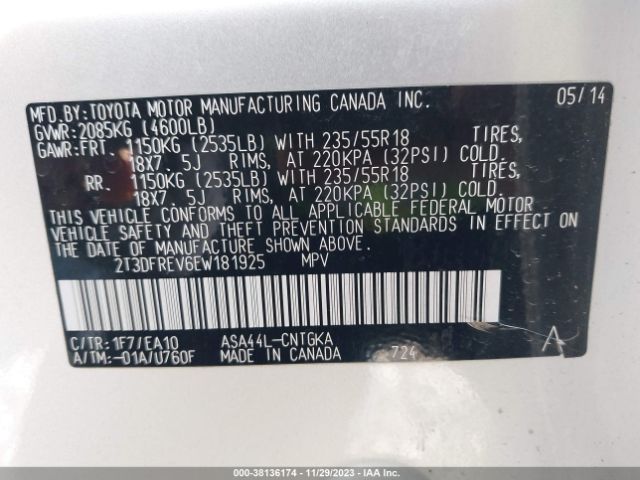 MFD.BY:TOYOTA MOTOR MANUFACTURING CANADA INC. 05/14
GVWR:2085KG (4600LB)
GAWR:FRT. 1150KG (2535LB) WITH 235/55R18 TIRES,
18X7. 5J RIMS, AT 220KPA (32PSI) COLD.
RR. 1150KG (2535LB) WITH 235/55R18 TIRES,
18X7. 5J RIMS, AT 220KPA (32PSI) COLD.
THIS VEHICLE CONFORMS TO ALL APPLICABLE FEDERAL MOTOR
VEHICLE SAFETY AND THEFT PREVENTION STANDARDS IN EFFECT ON
THE DATE OF MANUFACTURE SHOWN ABOVE.
2T3DFREV6EW181925 MPV
C/TR:1F7/EA10 ASA44L-CNTGKA
A/TM:-01A/U760F MADE IN CANADA 724 A
000-38136174 — 11/29/2023 — IAA Inc.